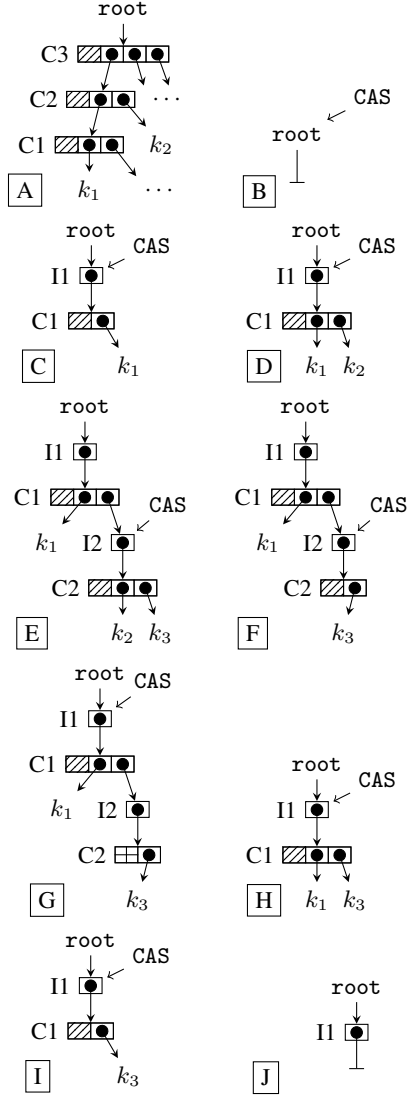 root
C3
C2 · · ·
C1 k₂
A k₁ · · ·
CAS
root
B
root
CAS
I1
C1
C k₁
root
CAS
I1
C1
D k₁ k₂
root
I1
C1
CAS
k₁ I2
C2
E k₂ k₃
root
I1
C1
CAS
k₁ I2
C2
F k₃
root
CAS
I1
C1
k₁ I2
C2
G k₃
root
CAS
I1
C1
H k₁ k₃
root
CAS
I1
C1
I k₃
root
I1
J